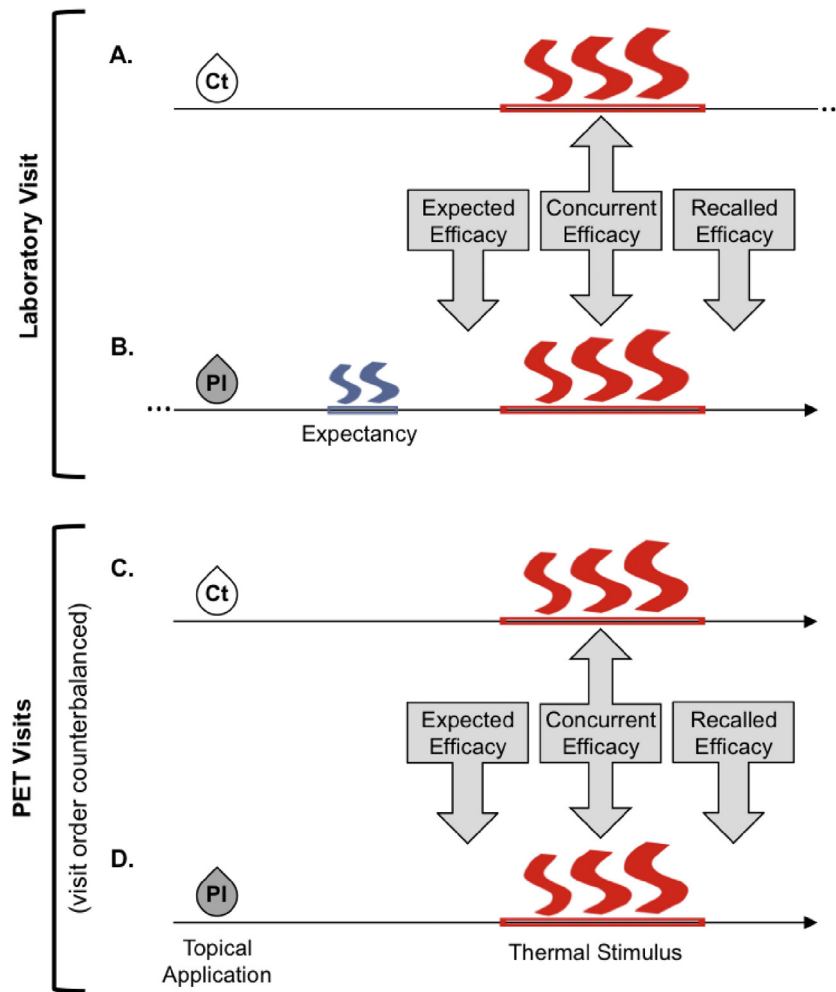 Laboratory Visit
A.
Ct
..
Expected
Efficacy
Concurrent
Efficacy
Recalled
Efficacy
B.
Pl
...
Expectancy
PET Visits
(visit order counterbalanced)
C.
Ct
Expected
Efficacy
Concurrent
Efficacy
Recalled
Efficacy
D.
Pl
Topical
Application
Thermal Stimulus